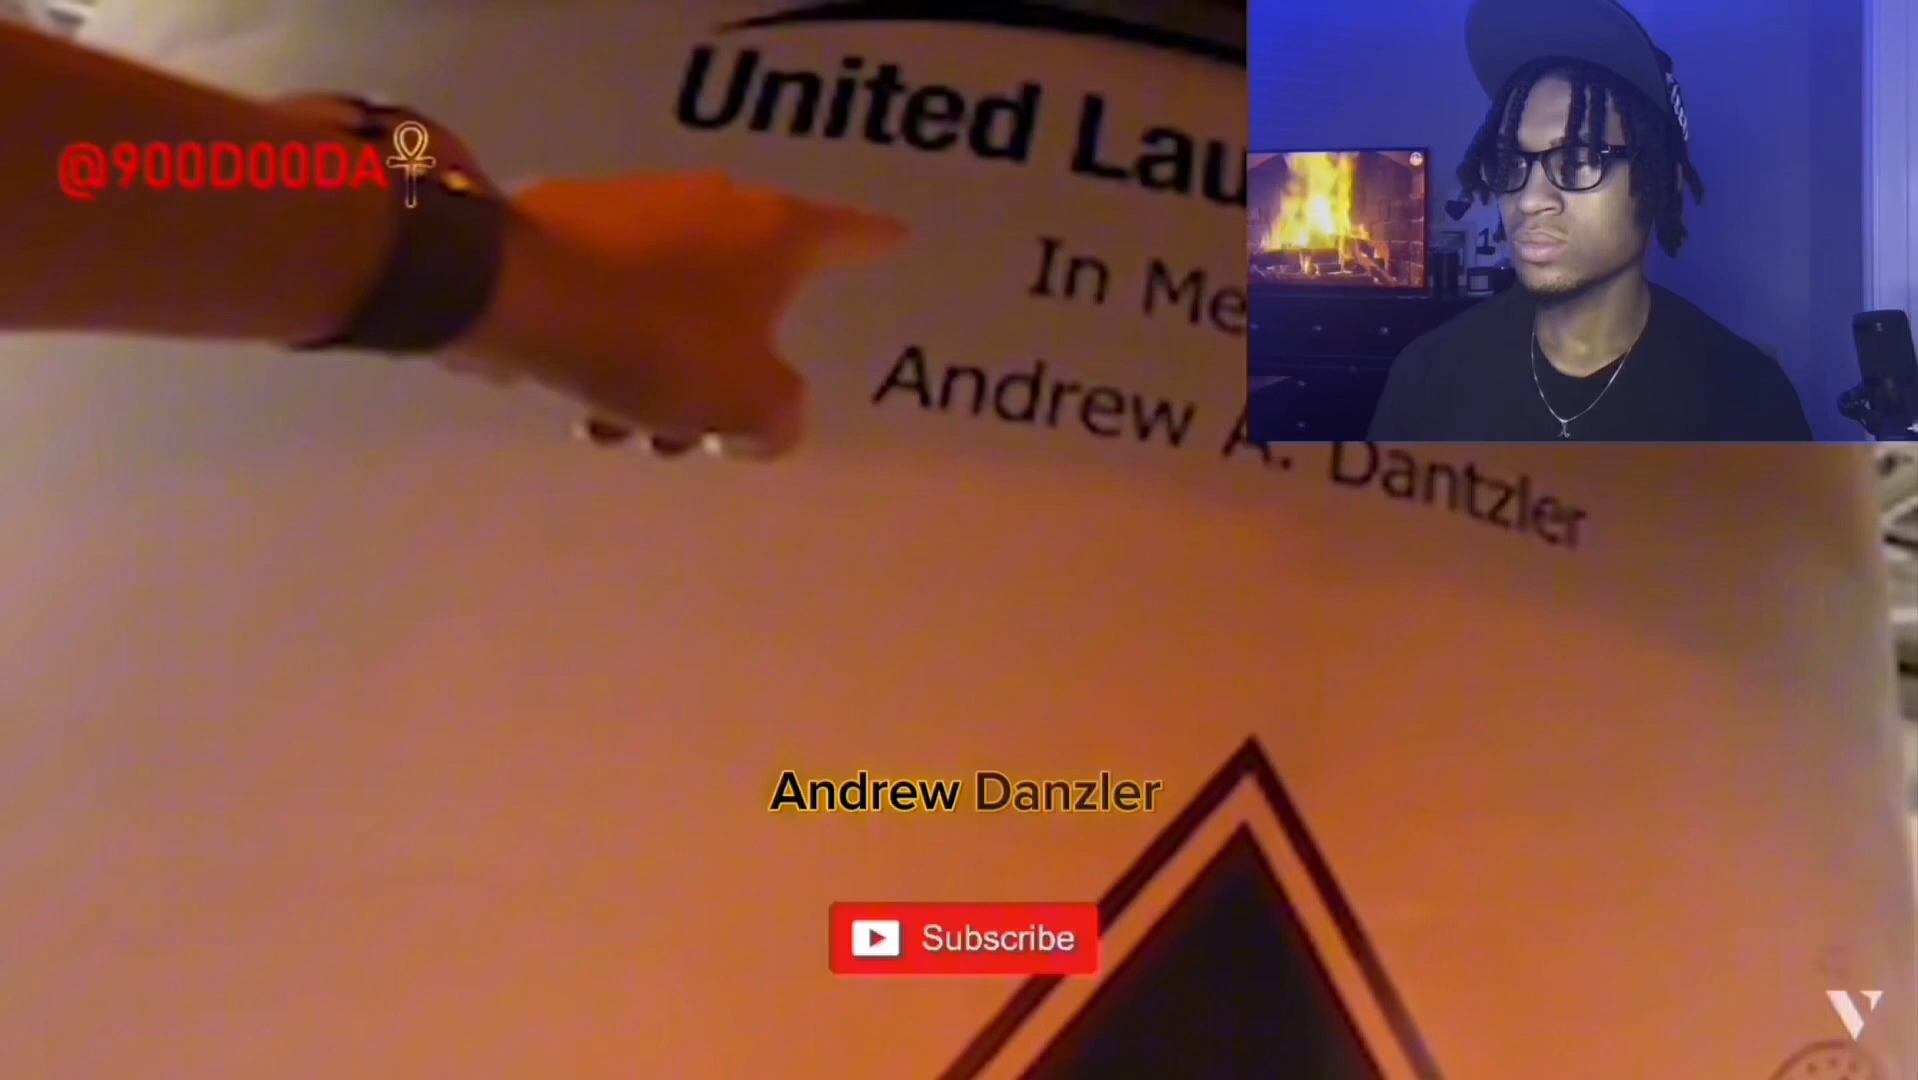 United Lau
@900D00DA
In Me
Andrew A. Dantzler
Andrew Danzler
Subscribe